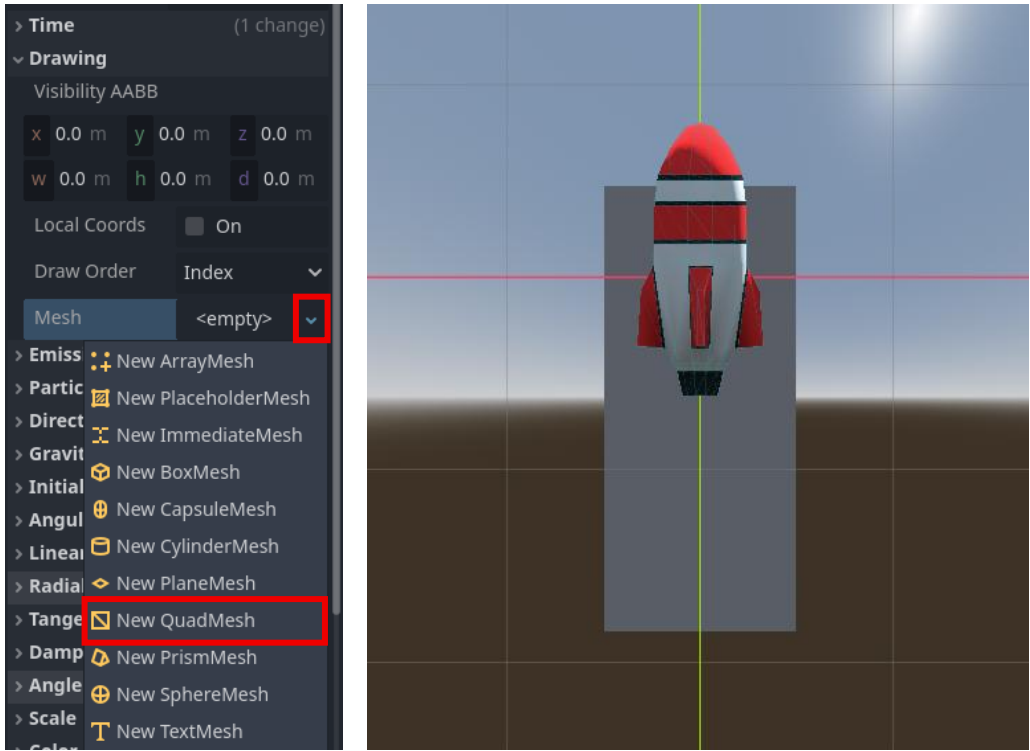 Time (1 change)
Drawing
Visibility AABB
x 0.0 m y 0.0 m z 0.0 m
w 0.0 m h 0.0 m d 0.0 m
Local Coords On
Draw Order Index
Mesh <empty>
Emiss New ArrayMesh
Partic New PlaceholderMesh
Direct New ImmediateMesh
Gravit New BoxMesh
Initial New CapsuleMesh
Angul New CylinderMesh
Linear New PlaneMesh
Radial New QuadMesh
Tange New PrismMesh
Damp New SphereMesh
Angle New TextMesh
Scale
Color